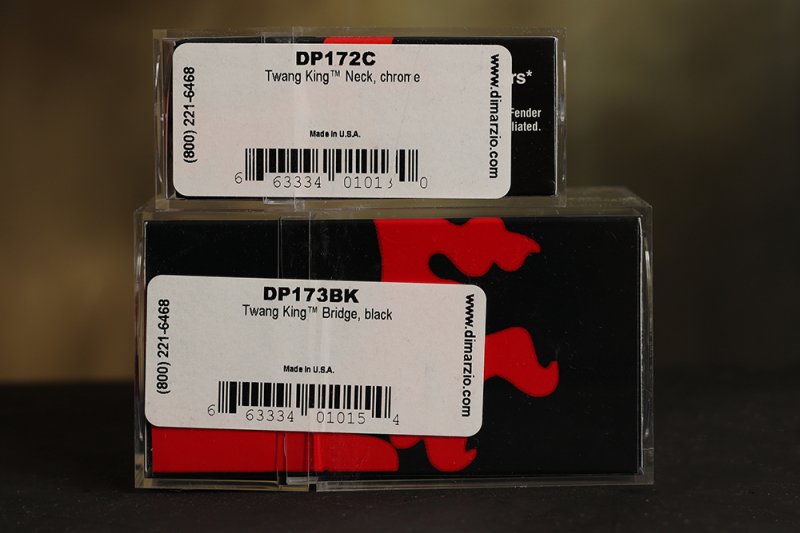 DP172C
Twang King™ Neck, chrome
(800) 221-6468
www.dimarzio.com
Made in U.S.A.
6 63334 01013 0
rs*
Fender
liated.
DP173BK
Twang King™ Bridge, black
(800) 221-6468
www.dimarzio.com
Made in U.S.A.
6 63334 01015 4